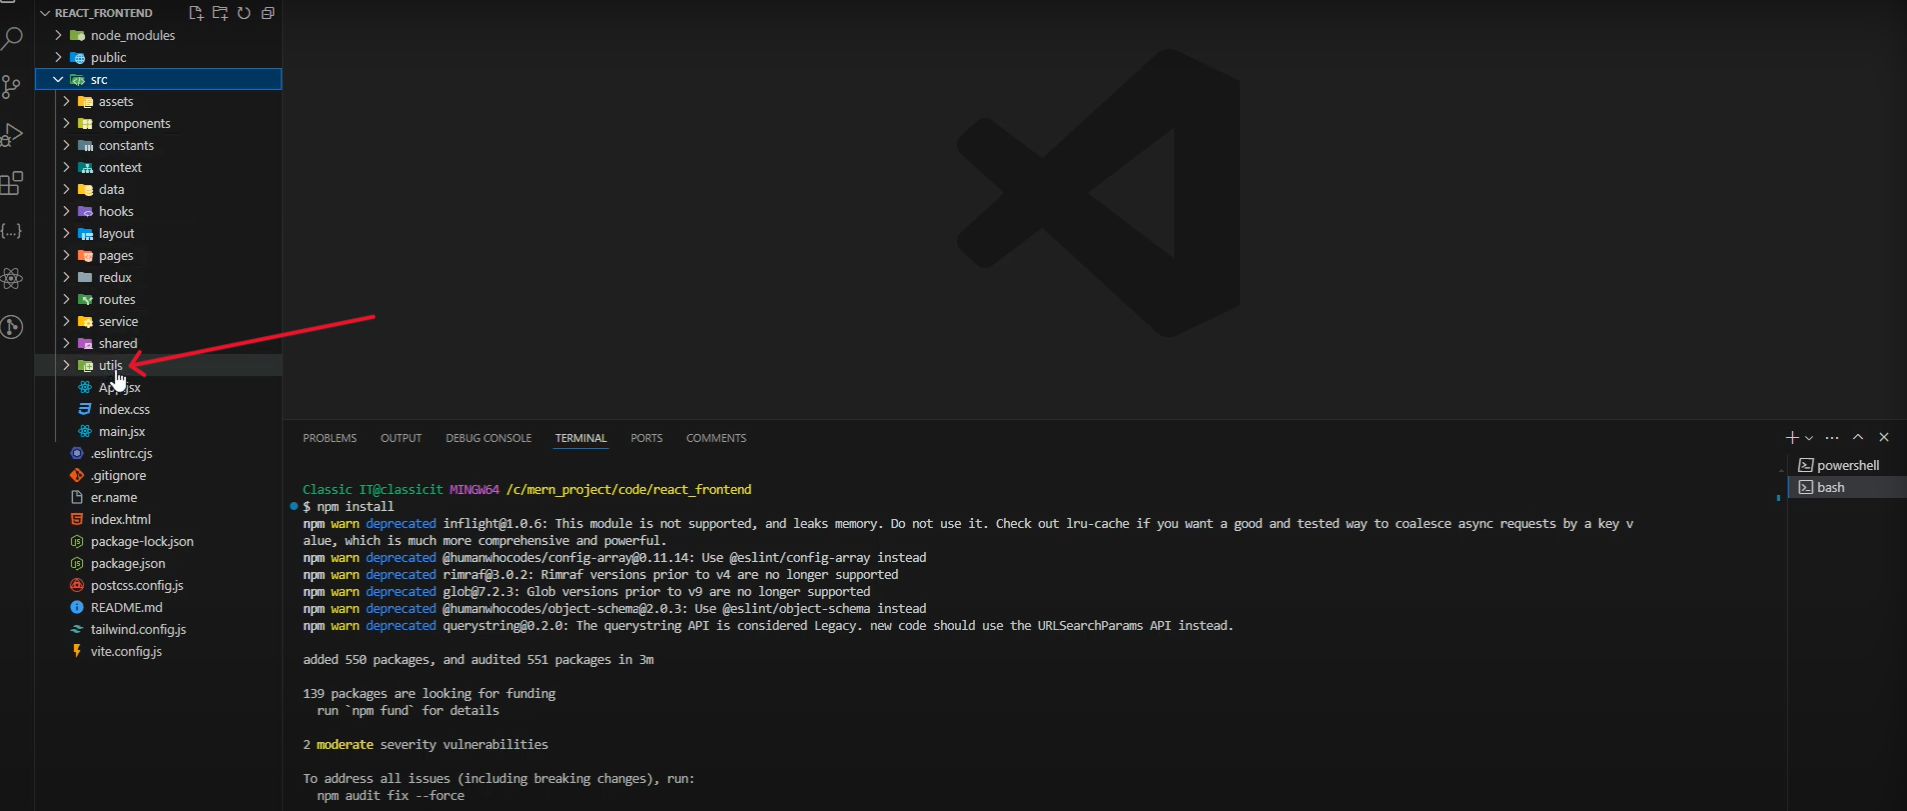 REACT_FRONTEND
node_modules
public
src
assets
components
constants
context
data
hooks
layout
pages
redux
routes
service
shared
utils
App.jsx
index.css
main.jsx
.eslintrc.cjs
.gitignore
er.name
index.html
package-lock.json
package.json
postcss.config.js
README.md
tailwind.config.js
vite.config.js
PROBLEMS OUTPUT DEBUG CONSOLE TERMINAL PORTS COMMENTS
powershell
bash
Classic IT@classicit MINGW64 /c/mern_project/code/react_frontend
$ npm install
npm warn deprecated inflight@1.0.6: This module is not supported, and leaks memory. Do not use it. Check out lru-cache if you want a good and tested way to coalesce async requests by a key v
alue, which is much more comprehensive and powerful.
npm warn deprecated @humanwhocodes/config-array@0.11.14: Use @eslint/config-array instead
npm warn deprecated rimraf@3.0.2: Rimraf versions prior to v4 are no longer supported
npm warn deprecated glob@7.2.3: Glob versions prior to v9 are no longer supported
npm warn deprecated @humanwhocodes/object-schema@2.0.3: Use @eslint/object-schema instead
npm warn deprecated querystring@0.2.0: The querystring API is considered Legacy. new code should use the URLSearchParams API instead.
added 550 packages, and audited 551 packages in 3m
139 packages are looking for funding
run `npm fund` for details
2 moderate severity vulnerabilities
To address all issues (including breaking changes), run:
npm audit fix --force